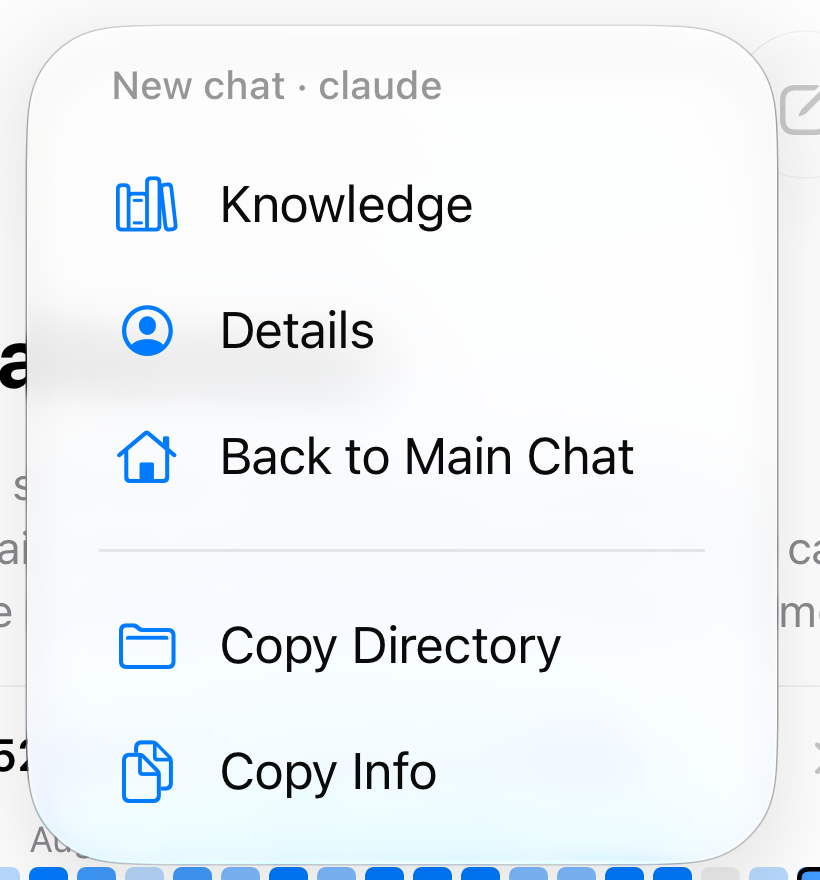 New chat · claude
Knowledge
Details
Back to Main Chat
Copy Directory
Copy Info